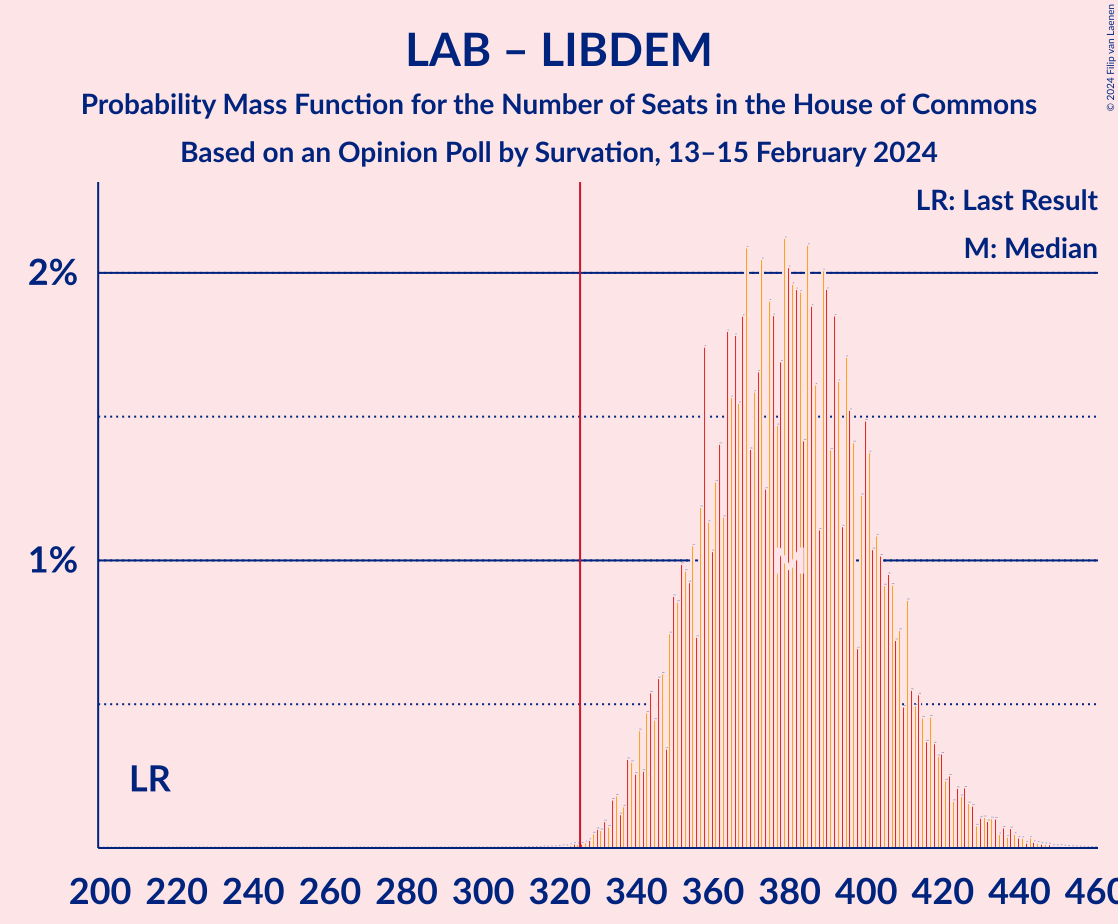 LAB – LIBDEM
Probability Mass Function for the Number of Seats in the House of Commons
Based on an Opinion Poll by Survation, 13–15 February 2024
© 2024 Filip van Laenen
LR: Last Result
M: Median
2%
1%
M
LR
200 220 240 260 280 300 320 340 360 380 400 420 440 460